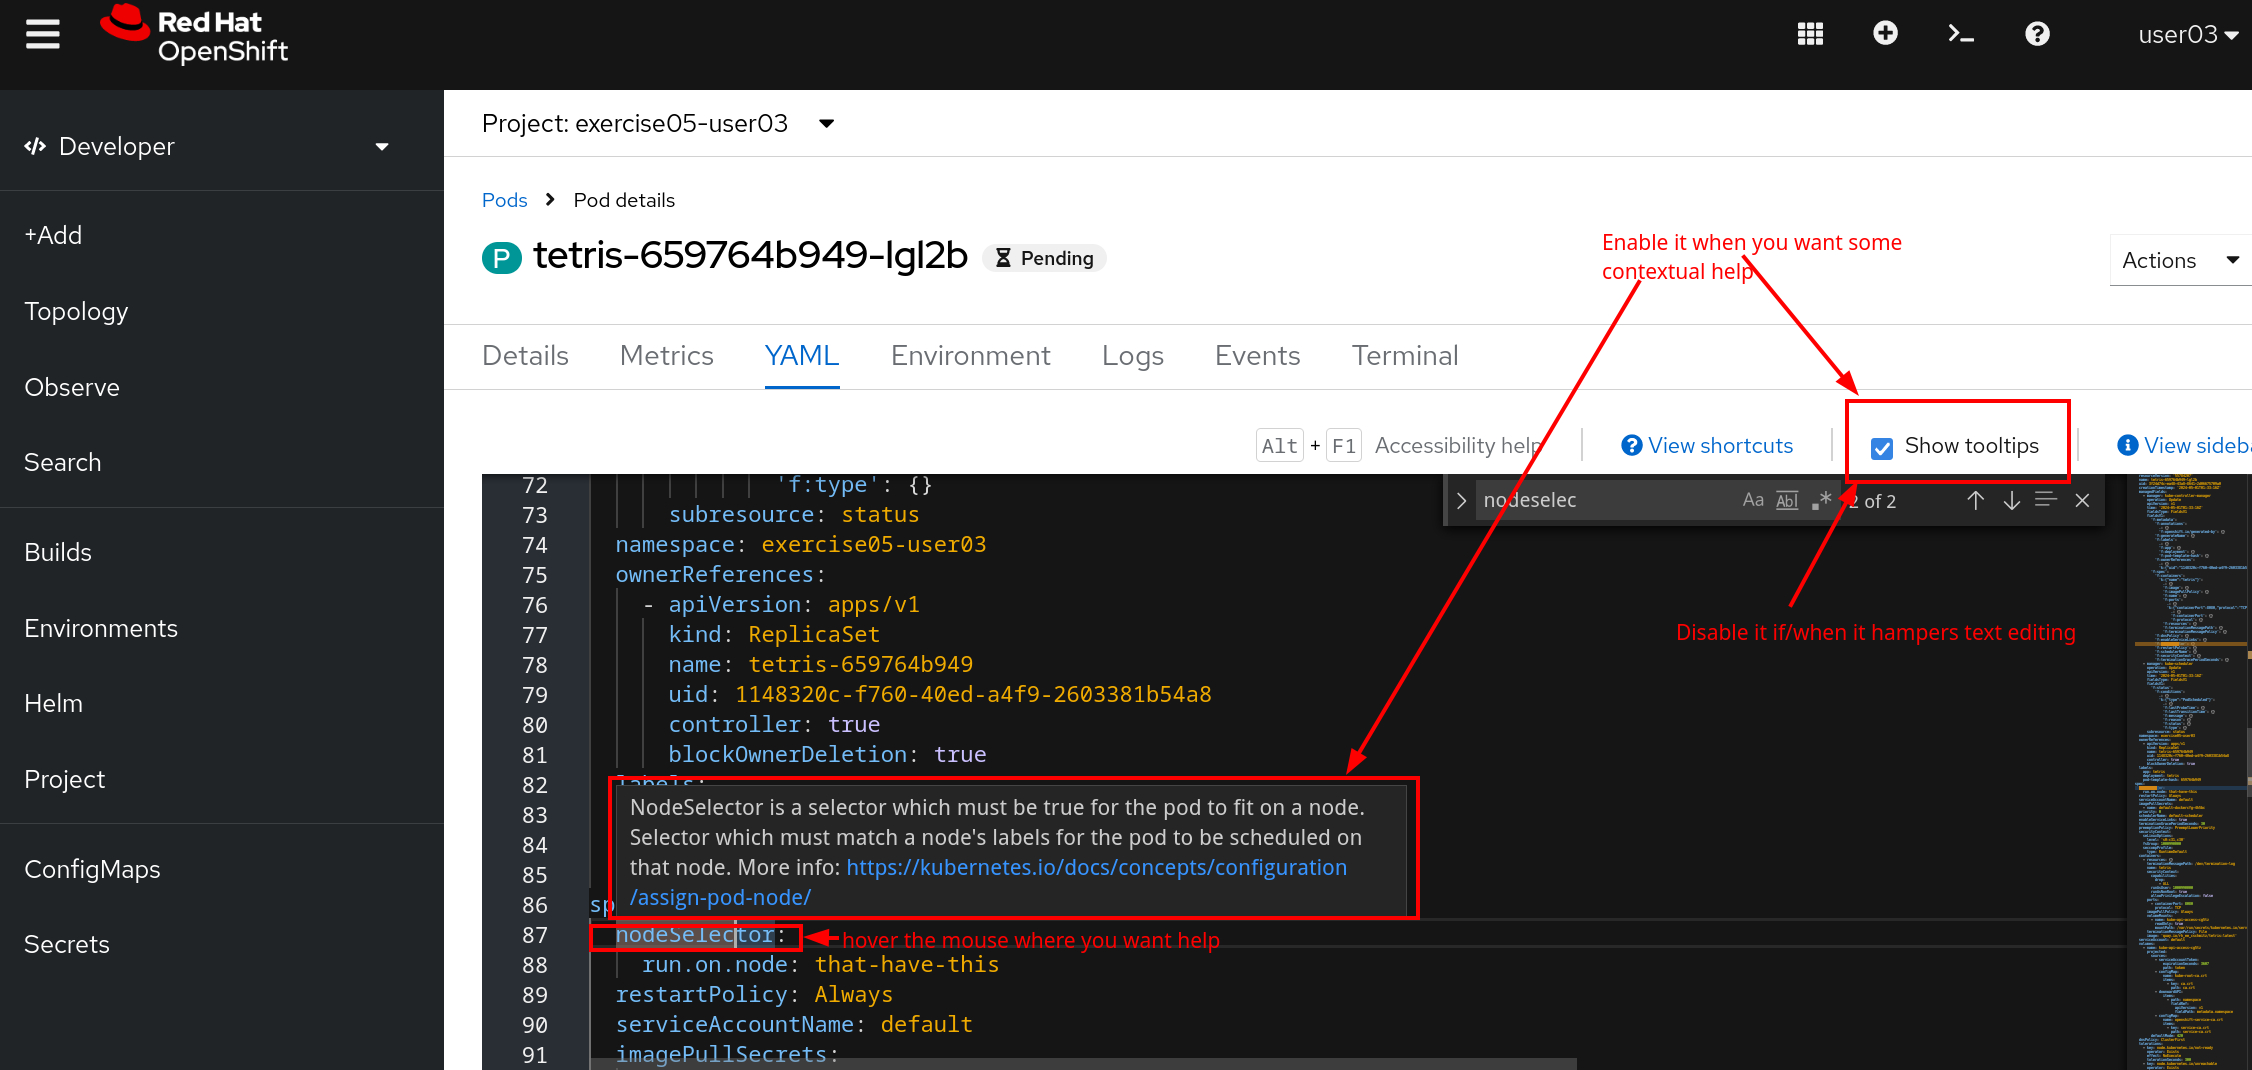 Red Hat
OpenShift
user03
Developer
Project: exercise05-user03
+Add
Topology
Observe
Search
Builds
Environments
Helm
Project
ConfigMaps
Secrets
Pods > Pod details
P tetris-659764b949-lgl2b Pending
Enable it when you want some
contextual help
Actions
Details Metrics YAML Environment Logs Events Terminal
Alt + F1 Accessibility help
View shortcuts
Show tooltips
View sideba
nodeselec Aa Abl .* 2 of 2
72 'f:type': {}
73 subresource: status
74 namespace: exercise05-user03
75 ownerReferences:
76 - apiVersion: apps/v1
77 kind: ReplicaSet
78 name: tetris-659764b949
79 uid: 1148320c-f760-40ed-a4f9-2603381b54a8
80 controller: true
81 blockOwnerDeletion: true
82 labels:
83
84
85
86 sp
87 nodeSelector:
88 run.on.node: that-have-this
89 restartPolicy: Always
90 serviceAccountName: default
91 imagePullSecrets:
NodeSelector is a selector which must be true for the pod to fit on a node.
Selector which must match a node's labels for the pod to be scheduled on
that node. More info: https://kubernetes.io/docs/concepts/configuration
/assign-pod-node/
hover the mouse where you want help
Disable it if/when it hampers text editing